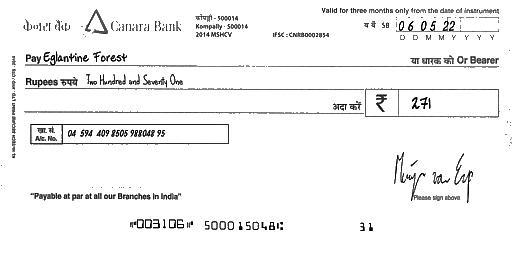 केनरा बैंक Canara Bank
कोंपल्ली - 500014
Kompally - 500014
2014 MSHCV
IFSC : CNRB0002854
Valid for three months only from the date of instrument
SB 06 05 22
D D M M Y Y Y Y
Pay Eglantine Forest या धारक को Or Bearer
Rupees रुपये Two Hundred and Seventy One
अदा करें ₹ 271
खा. सं.
A/c. No. 04 594 409 8505 988048 95
Please sign above
"Payable at par at all our Branches in India"
⑈003106⑈ 500015048⑆ 31